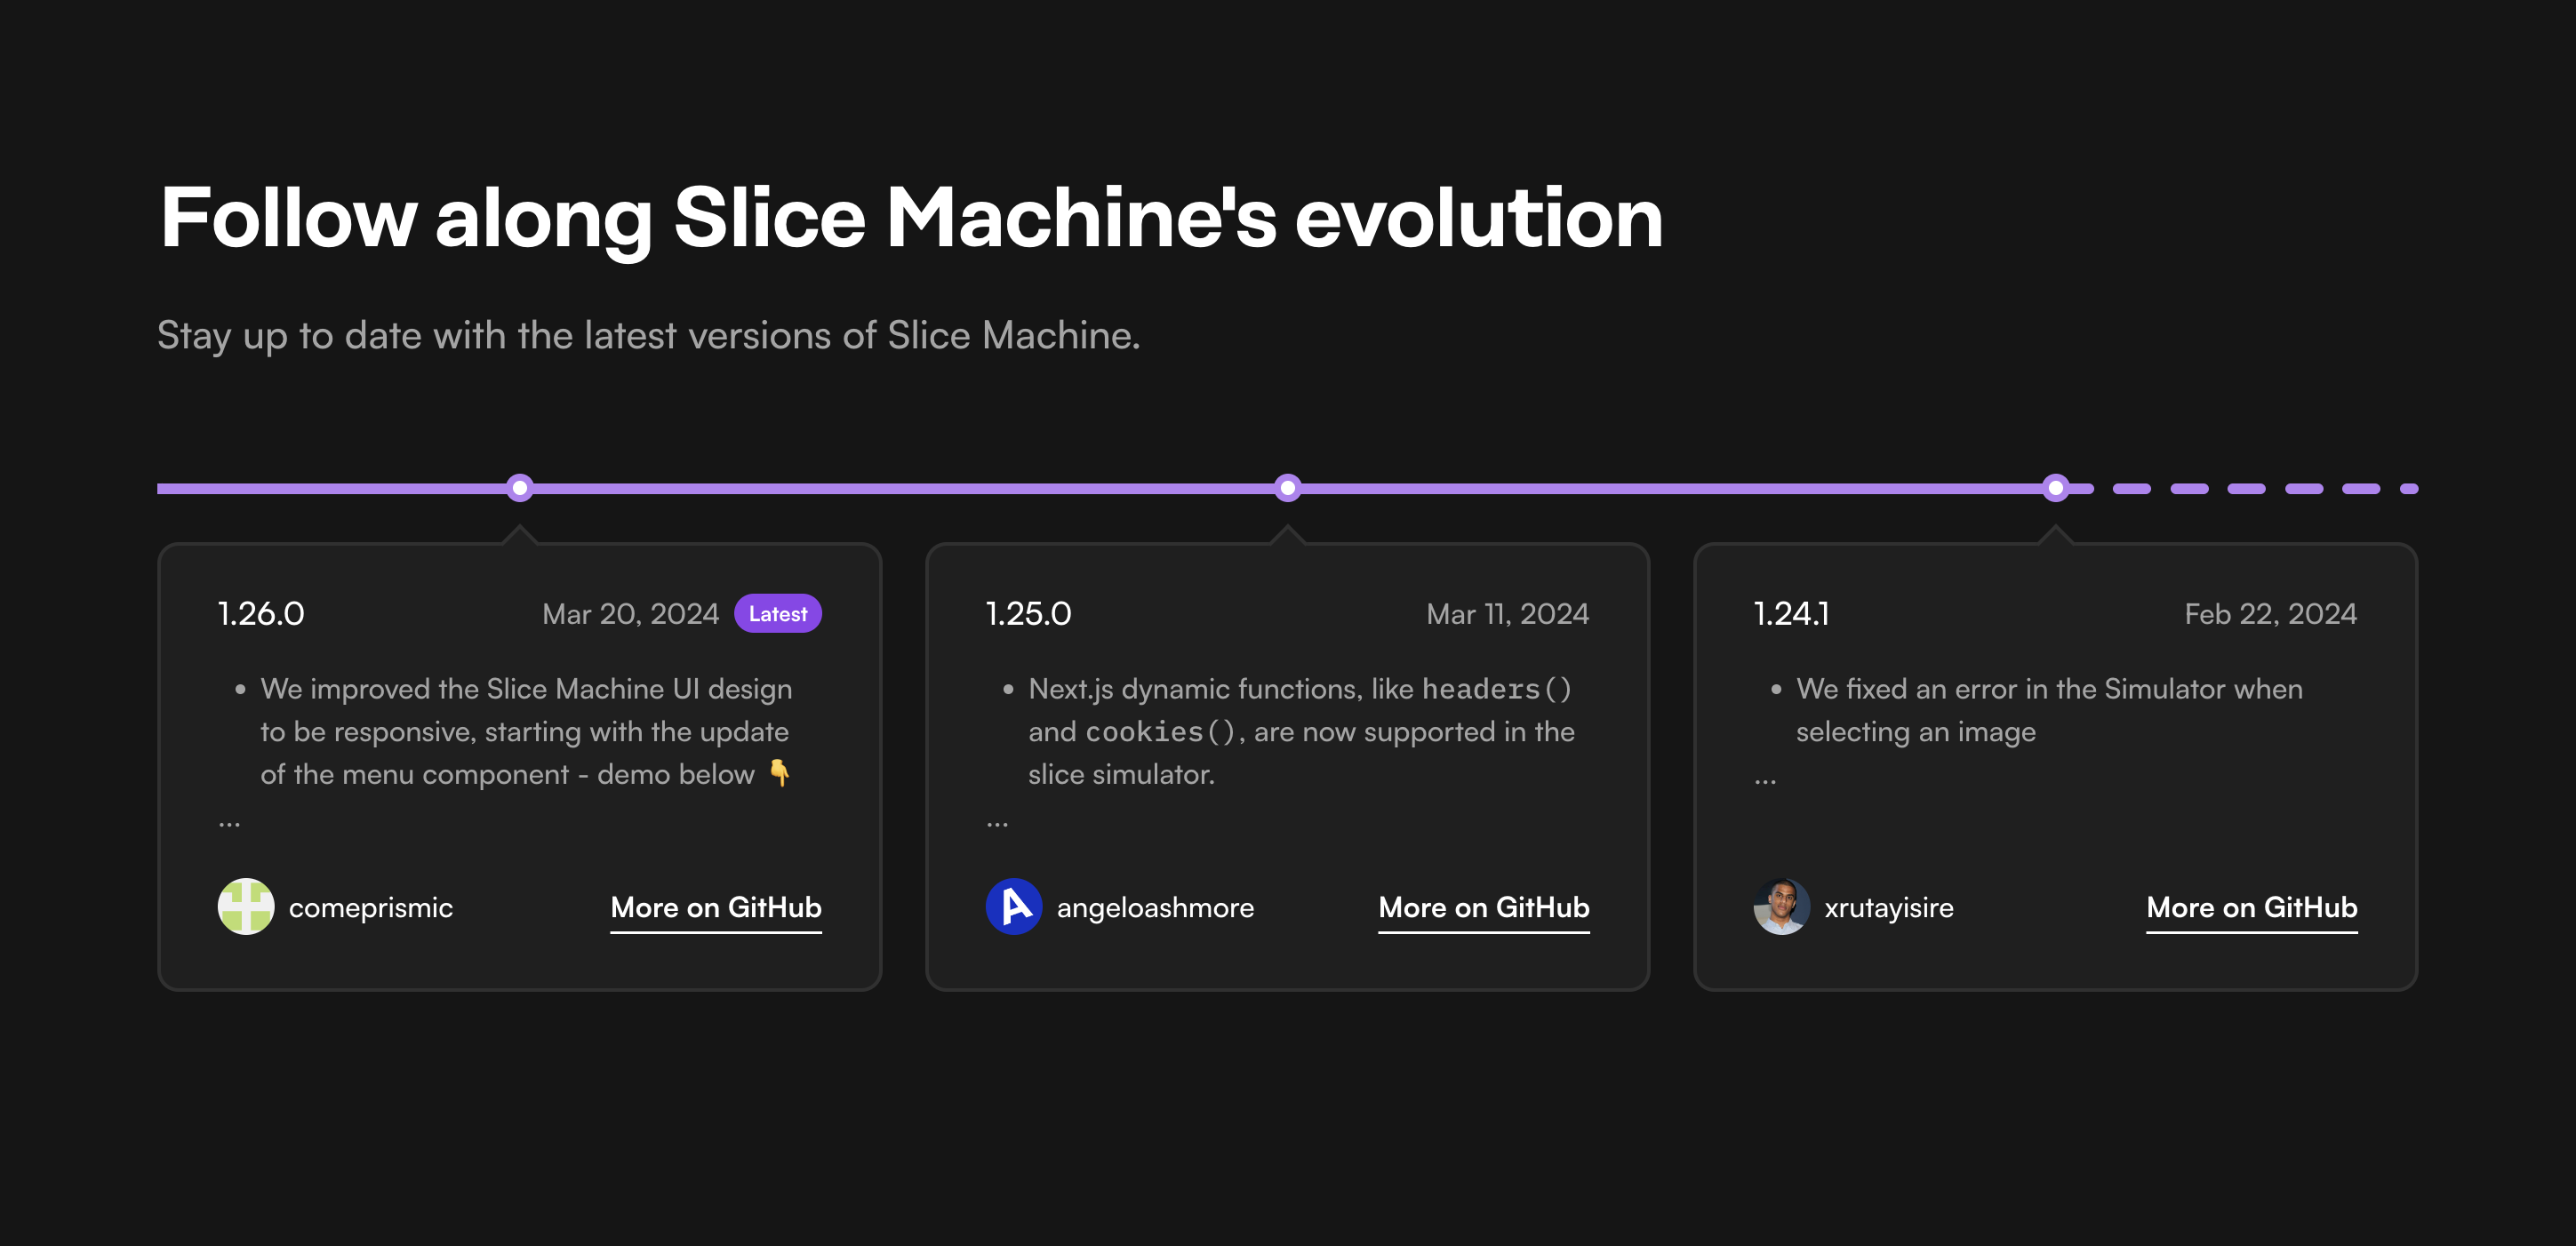 Follow along Slice Machine's evolution
Stay up to date with the latest versions of Slice Machine.
1.26.0
Mar 20, 2024
Latest
• We improved the Slice Machine UI design
to be responsive, starting with the update
of the menu component - demo below 👇
...
comeprismic
More on GitHub
1.25.0
Mar 11, 2024
• Next.js dynamic functions, like headers()
and cookies(), are now supported in the
slice simulator.
...
A
angeloashmore
More on GitHub
1.24.1
Feb 22, 2024
• We fixed an error in the Simulator when
selecting an image
...
xrutayisire
More on GitHub